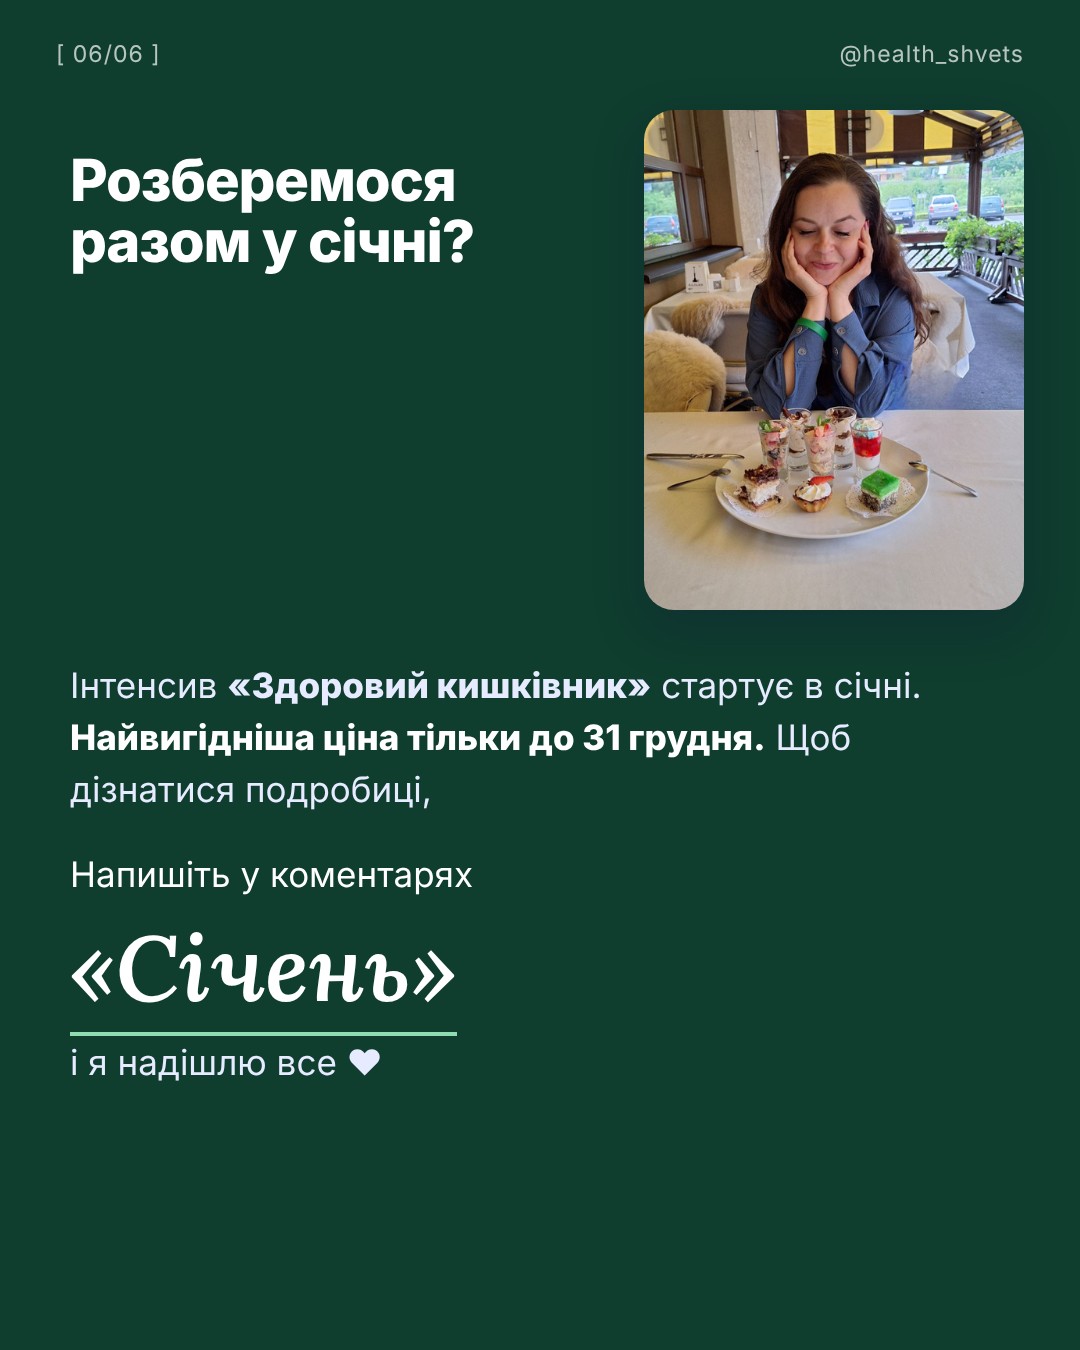 [ 06/06 ]
@health_shvets
Розберемося
разом у січні?
Інтенсив «Здоровий кишківник» стартує в січні.
Найвигідніша ціна тільки до 31 грудня. Щоб
дізнатися подробиці,
Напишіть у коментарях
«Січень»
і я надішлю все ♥